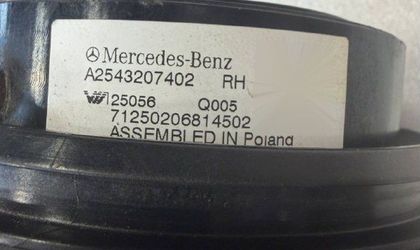 Mercedes-Benz
A2543207402 RH
25056 Q005
71250206814502
ASSEMBLED IN Poland